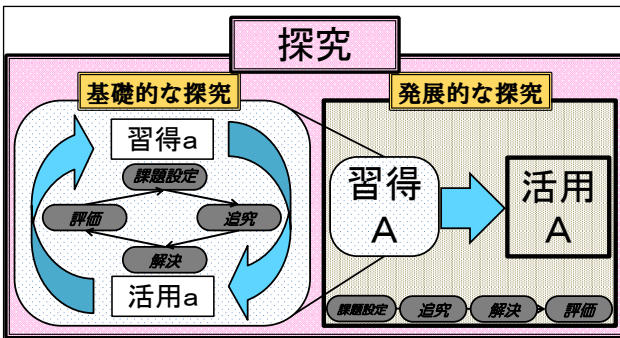 探究
基礎的な探究
習得a
課題設定
評価
追究
解決
活用a
発展的な探究
習得
A
活用
A
課題設定
追究
解決
評価